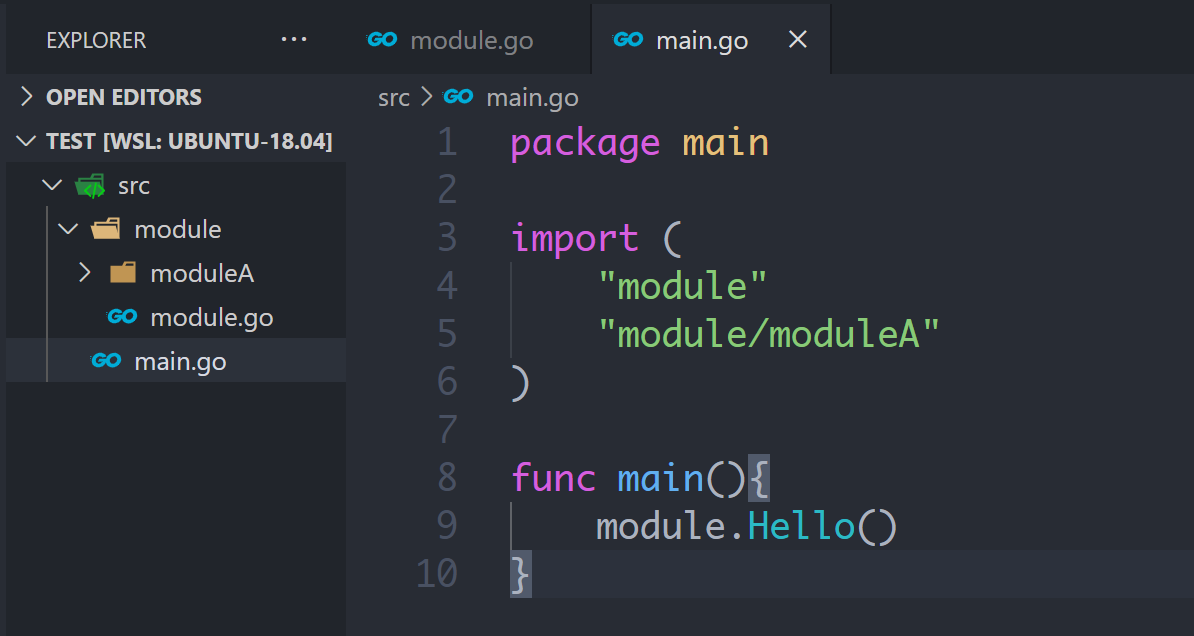 EXPLORER
···
OPEN EDITORS
TEST [WSL: UBUNTU-18.04]
src
module
moduleA
GO module.go
GO main.go
GO module.go
GO main.go
src > GO main.go
1 package main
2
3 import (
4 "module"
5 "module/moduleA"
6 )
7
8 func main(){
9 module.Hello()
10 }